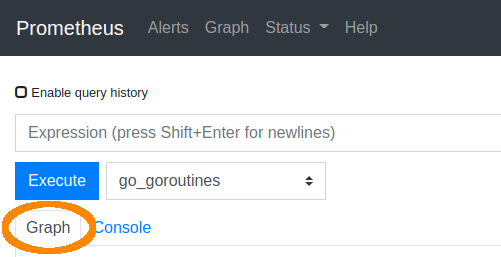 Prometheus Alerts Graph Status Help
Enable query history
Expression (press Shift+Enter for newlines)
Execute go_goroutines
Graph Console